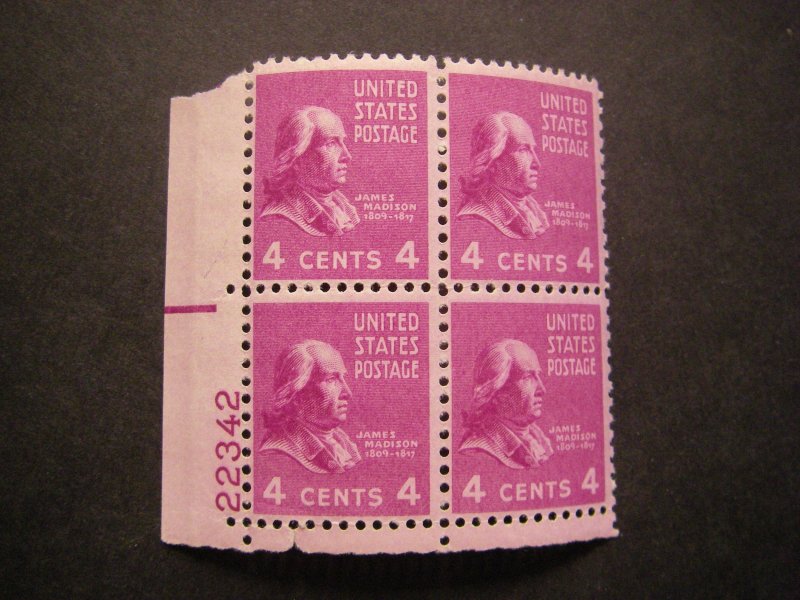 UNITED
STATES
POSTAGE
JAMES
MADISON
1809-1817
4 CENTS 4
UNITED
STATES
POSTAGE
JAMES
MADISON
1809-1817
4 CENTS 4
UNITED
STATES
POSTAGE
JAMES
MADISON
1809-1817
4 CENTS 4
UNITED
STATES
POSTAGE
JAMES
MADISON
1809-1817
4 CENTS 4
22342